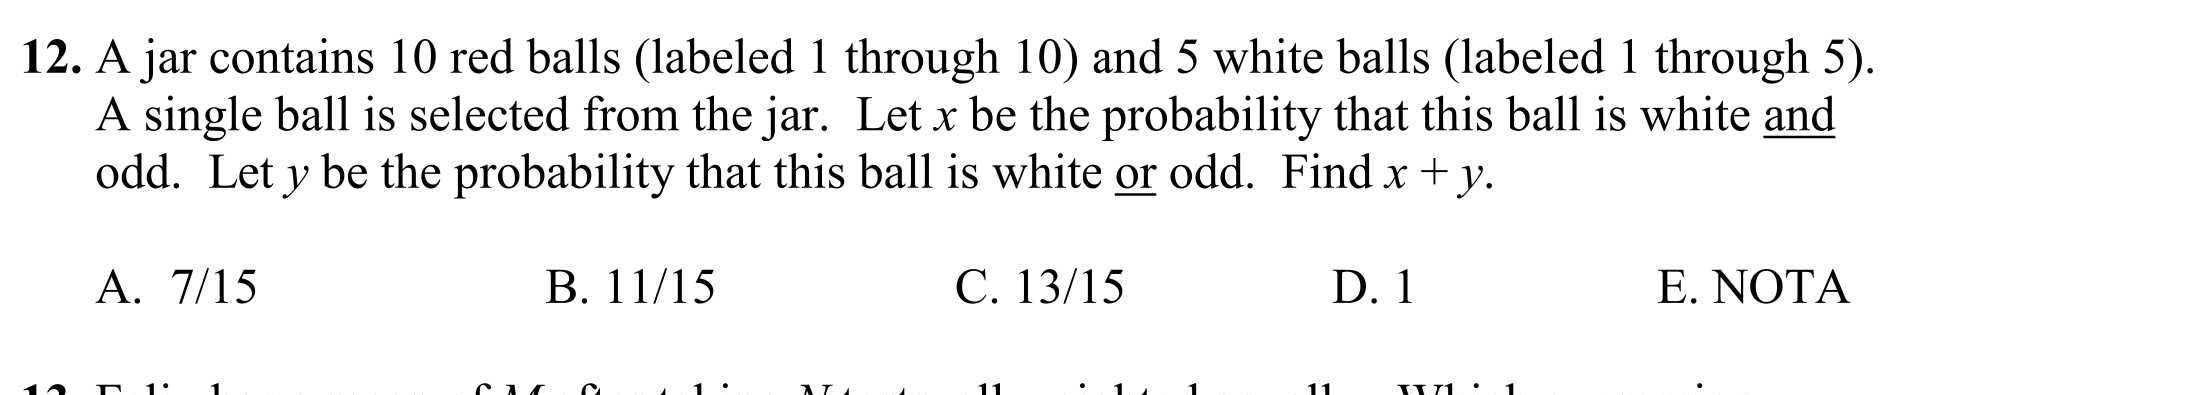 12. A jar contains 10 red balls (labeled 1 through 10) and 5 white balls (labeled 1 through 5).
A single ball is selected from the jar.  Let x be the probability that this ball is white and
odd.  Let y be the probability that this ball is white or odd.  Find x + y.
A.  7/15 B. 11/15 C. 13/15 D. 1 E. NOTA